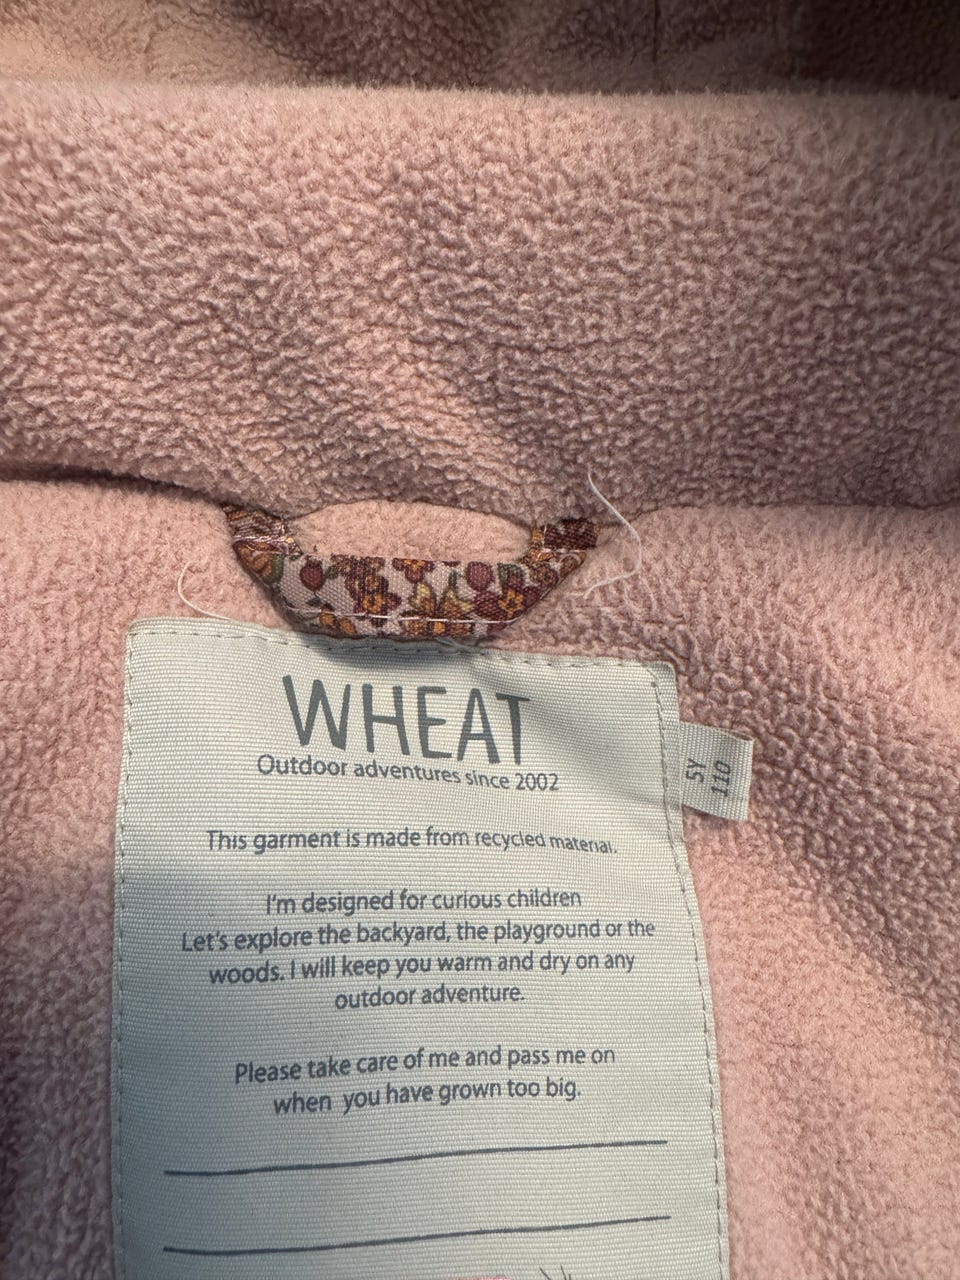 WHEAT
Outdoor adventures since 2002
5Y
110
This garment is made from recycled material.
I'm designed for curious children
Let's explore the backyard, the playground or the
woods. I will keep you warm and dry on any
outdoor adventure.
Please take care of me and pass me on
when you have grown too big.